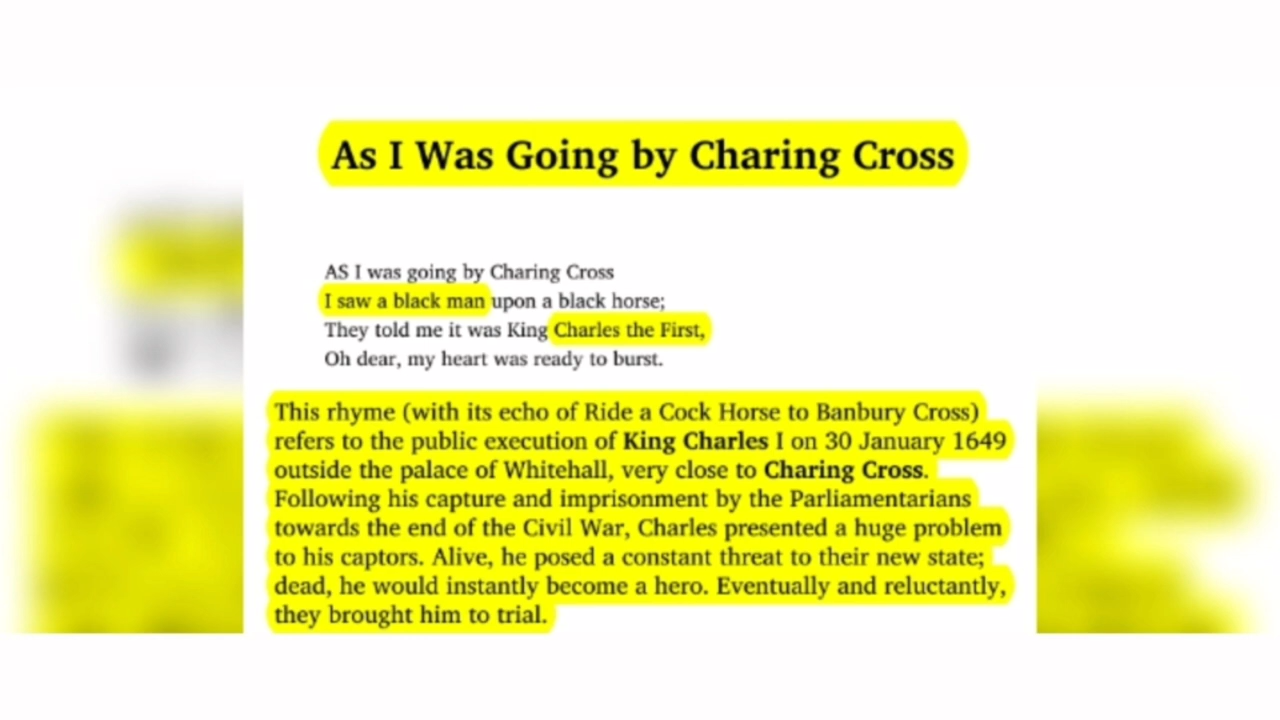 As I Was Going by Charing Cross
AS I was going by Charing Cross
I saw a black man upon a black horse;
They told me it was King Charles the First,
Oh dear, my heart was ready to burst.
This rhyme (with its echo of Ride a Cock Horse to Banbury Cross)
refers to the public execution of King Charles I on 30 January 1649
outside the palace of Whitehall, very close to Charing Cross.
Following his capture and imprisonment by the Parliamentarians
towards the end of the Civil War, Charles presented a huge problem
to his captors. Alive, he posed a constant threat to their new state;
dead, he would instantly become a hero. Eventually and reluctantly,
they brought him to trial.